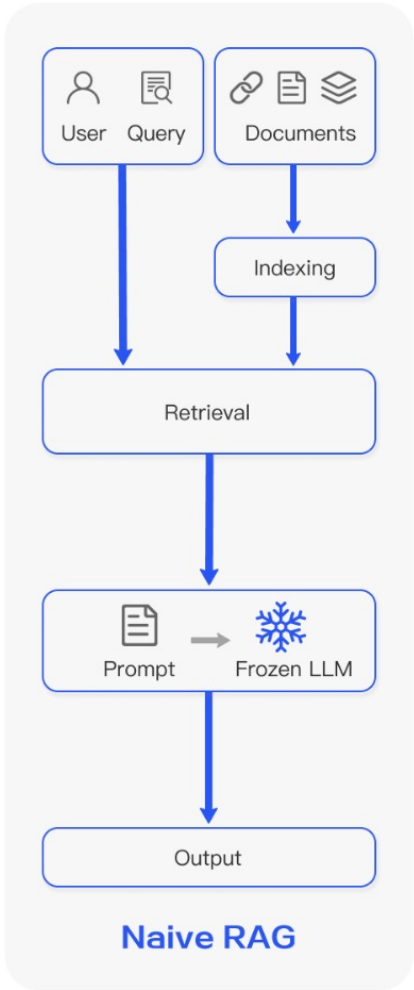 User Query
Documents
Indexing
Retrieval
Prompt
Frozen LLM
Output
Naive RAG